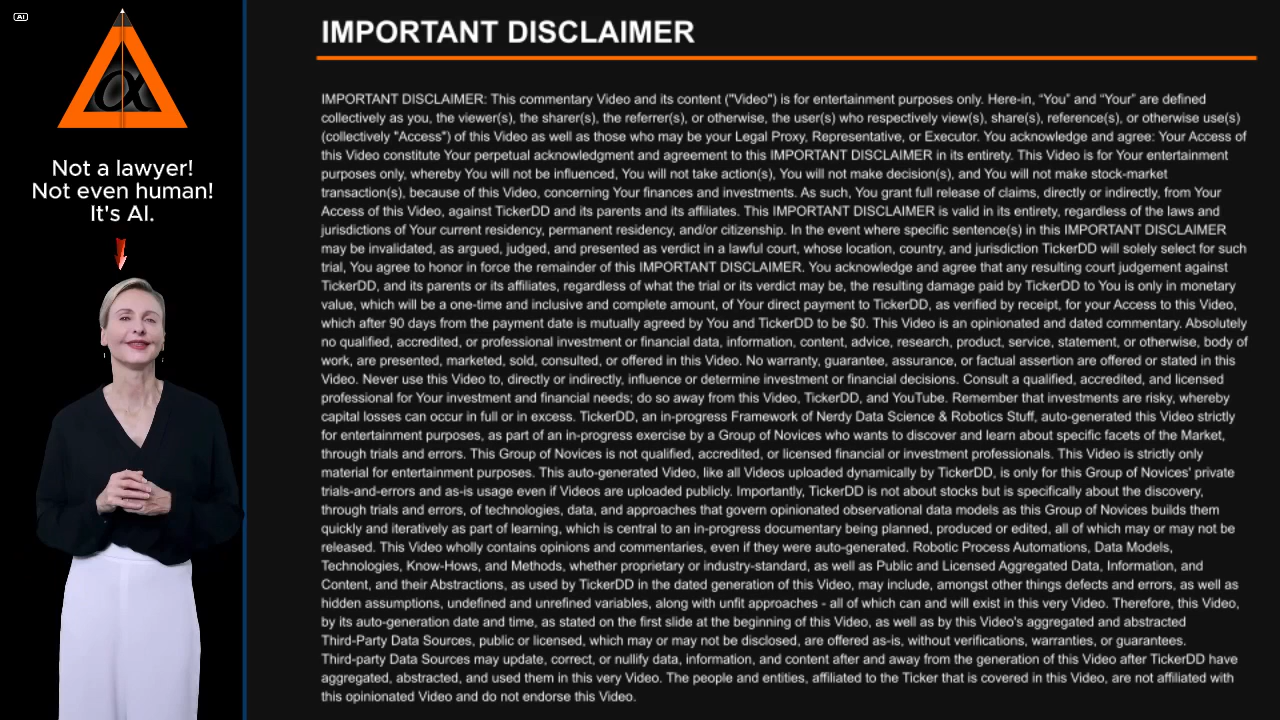 AI
α
Not a lawyer!
Not even human!
It's AI.
IMPORTANT DISCLAIMER
IMPORTANT DISCLAIMER: This commentary Video and its content ("Video") is for entertainment purposes only. Here-in, “You” and “Your” are defined
collectively as you, the viewer(s), the sharer(s), the referrer(s), or otherwise, the user(s) who respectively view(s), share(s), reference(s), or otherwise use(s)
(collectively "Access") of this Video as well as those who may be your Legal Proxy, Representative, or Executor. You acknowledge and agree: Your Access of
this Video constitute Your perpetual acknowledgment and agreement to this IMPORTANT DISCLAIMER in its entirety. This Video is for Your entertainment
purposes only, whereby You will not be influenced, You will not take action(s), You will not make decision(s), and You will not make stock-market
transaction(s), because of this Video, concerning Your finances and investments. As such, You grant full release of claims, directly or indirectly, from Your
Access of this Video, against TickerDD and its parents and its affiliates. This IMPORTANT DISCLAIMER is valid in its entirety, regardless of the laws and
jurisdictions of Your current residency, permanent residency, and/or citizenship. In the event where specific sentence(s) in this IMPORTANT DISCLAIMER
may be invalidated, as argued, judged, and presented as verdict in a lawful court, whose location, country, and jurisdiction TickerDD will solely select for such
trial, You agree to honor in force the remainder of this IMPORTANT DISCLAIMER. You acknowledge and agree that any resulting court judgement against
TickerDD, and its parents or its affiliates, regardless of what the trial or its verdict may be, the resulting damage paid by TickerDD to You is only in monetary
value, which will be a one-time and inclusive and complete amount, of Your direct payment to TickerDD, as verified by receipt, for your Access to this Video,
which after 90 days from the payment date is mutually agreed by You and TickerDD to be $0. This Video is an opinionated and dated commentary. Absolutely
no qualified, accredited, or professional investment or financial data, information, content, advice, research, product, service, statement, or otherwise, body of
work, are presented, marketed, sold, consulted, or offered in this Video. No warranty, guarantee, assurance, or factual assertion are offered or stated in this
Video. Never use this Video to, directly or indirectly, influence or determine investment or financial decisions. Consult a qualified, accredited, and licensed
professional for Your investment and financial needs; do so away from this Video, TickerDD, and YouTube. Remember that investments are risky, whereby
capital losses can occur in full or in excess. TickerDD, an in-progress Framework of Nerdy Data Science & Robotics Stuff, auto-generated this Video strictly
for entertainment purposes, as part of an in-progress exercise by a Group of Novices who wants to discover and learn about specific facets of the Market,
through trials and errors. This Group of Novices is not qualified, accredited, or licensed financial or investment professionals. This Video is strictly only
material for entertainment purposes. This auto-generated Video, like all Videos uploaded dynamically by TickerDD, is only for this Group of Novices' private
trials-and-errors and as-is usage even if Videos are uploaded publicly. Importantly, TickerDD is not about stocks but is specifically about the discovery,
through trials and errors, of technologies, data, and approaches that govern opinionated observational data models as this Group of Novices builds them
quickly and iteratively as part of learning, which is central to an in-progress documentary being planned, produced or edited, all of which may or may not be
released. This Video wholly contains opinions and commentaries, even if they were auto-generated. Robotic Process Automations, Data Models,
Technologies, Know-Hows, and Methods, whether proprietary or industry-standard, as well as Public and Licensed Aggregated Data, Information, and
Content, and their Abstractions, as used by TickerDD in the dated generation of this Video, may include, amongst other things defects and errors, as well as
hidden assumptions, undefined and unrefined variables, along with unfit approaches - all of which can and will exist in this very Video. Therefore, this Video,
by its auto-generation date and time, as stated on the first slide at the beginning of this Video, as well as by this Video's aggregated and abstracted
Third-Party Data Sources, public or licensed, which may or may not be disclosed, are offered as-is, without verifications, warranties, or guarantees.
Third-party Data Sources may update, correct, or nullify data, information, and content after and away from the generation of this Video after TickerDD have
aggregated, abstracted, and used them in this very Video. The people and entities, affiliated to the Ticker that is covered in this Video, are not affiliated with
this opinionated Video and do not endorse this Video.